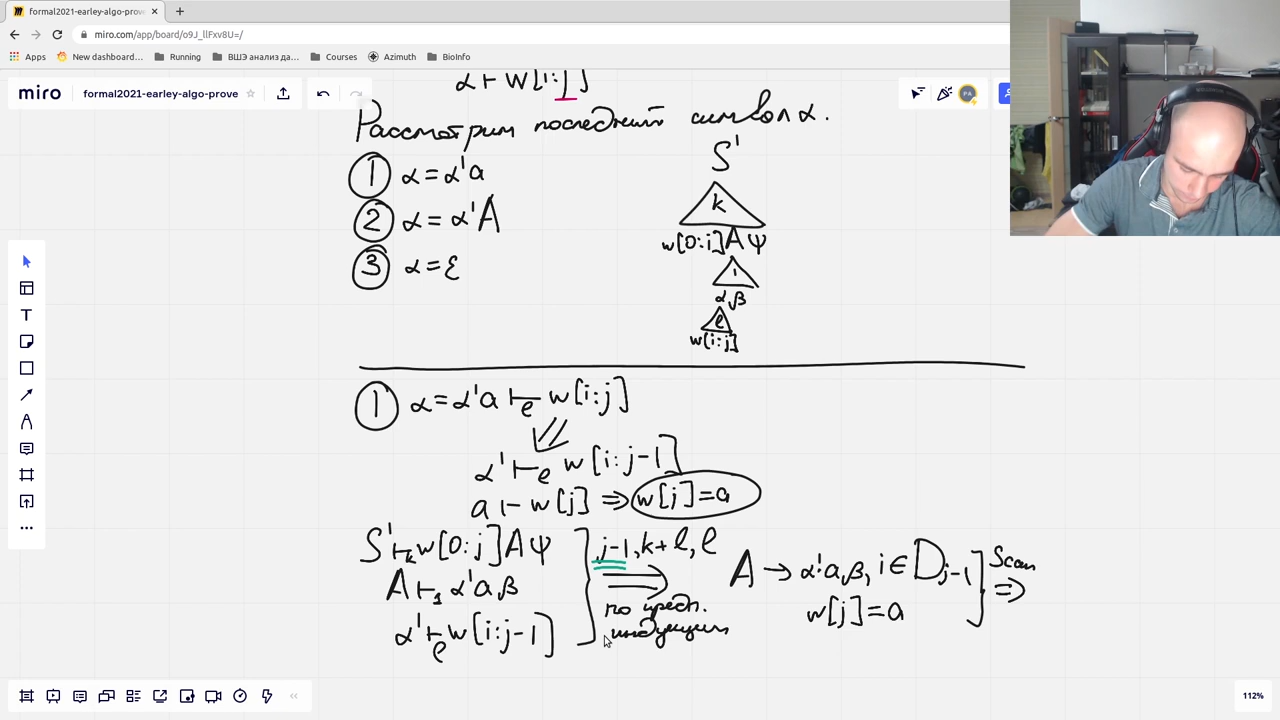 formal2021-earley-algo-prove
miro.com/app/board/o9J_llFxv8U=/
Apps
New dashboard...
Running
ВШЭ анализ да...
Courses
Azimuth
BioInfo
miro
formal2021-earley-algo-prove
PA
α ⊢ w[i:j]
Рассмотрим последний символ α.
① α = α'a
② α = α'A
③ α = ε
S'
k
w[0:i]Aψ
1
αβ
ℓ
w[i:j]
① α = α'a ⊢ℓ w[i:j]
α' ⊢ℓ w[i:j-1]
a ⊢ w[j] ⇒ w[j]=a
S' ⊢k w[0:j]Aψ
A ⊢1 α'aβ
α' ⊢ℓ w[i:j-1]
j-1, k+ℓ, ℓ
⇒
по предп.
индукции
A → α'.aβ, i ∈ Dj-1
w[j]=a
Scan
⇒
112%